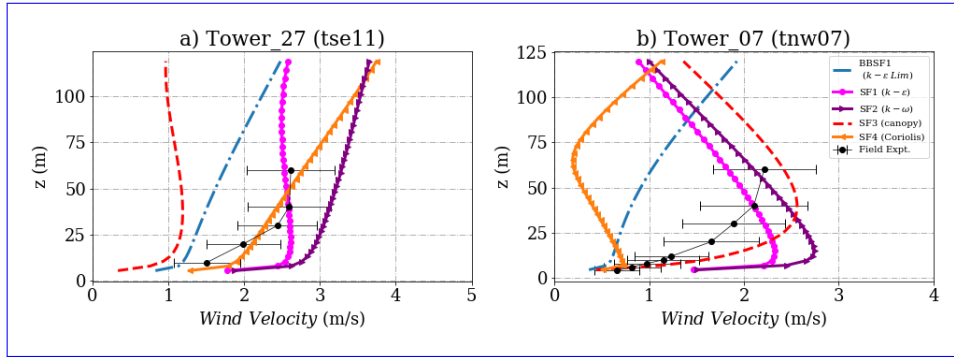 a) Tower_27 (tse11)
z (m)
100
75
50
25
0
0 1 2 3 4 5
Wind Velocity (m/s)
b) Tower_07 (tnw07)
z (m)
125
100
75
50
25
0
0 1 2 3 4
Wind Velocity (m/s)
BBSF1
(k − ε Lim)
SF1 (k − ε)
SF2 (k − ω)
SF3 (canopy)
SF4 (Coriolis)
Field Expt.